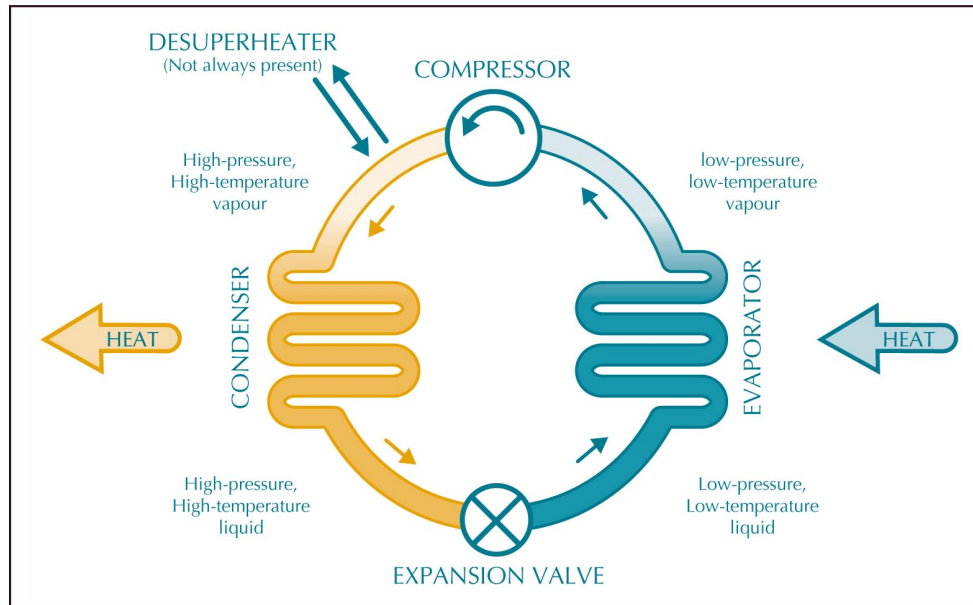 DESUPERHEATER
(Not always present)
COMPRESSOR
High-pressure,
High-temperature
vapour
low-pressure,
low-temperature
vapour
CONDENSER
EVAPORATOR
HEAT
HEAT
High-pressure,
High-temperature
liquid
Low-pressure,
Low-temperature
liquid
EXPANSION VALVE